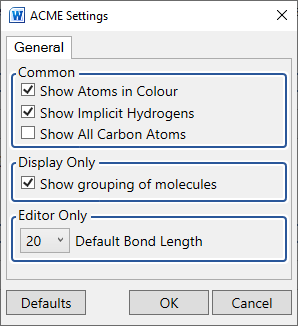 ACME Settings
General
Common
Show Atoms in Colour
Show Implicit Hydrogens
Show All Carbon Atoms
Display Only
Show grouping of molecules
Editor Only
20 Default Bond Length
Defaults OK Cancel